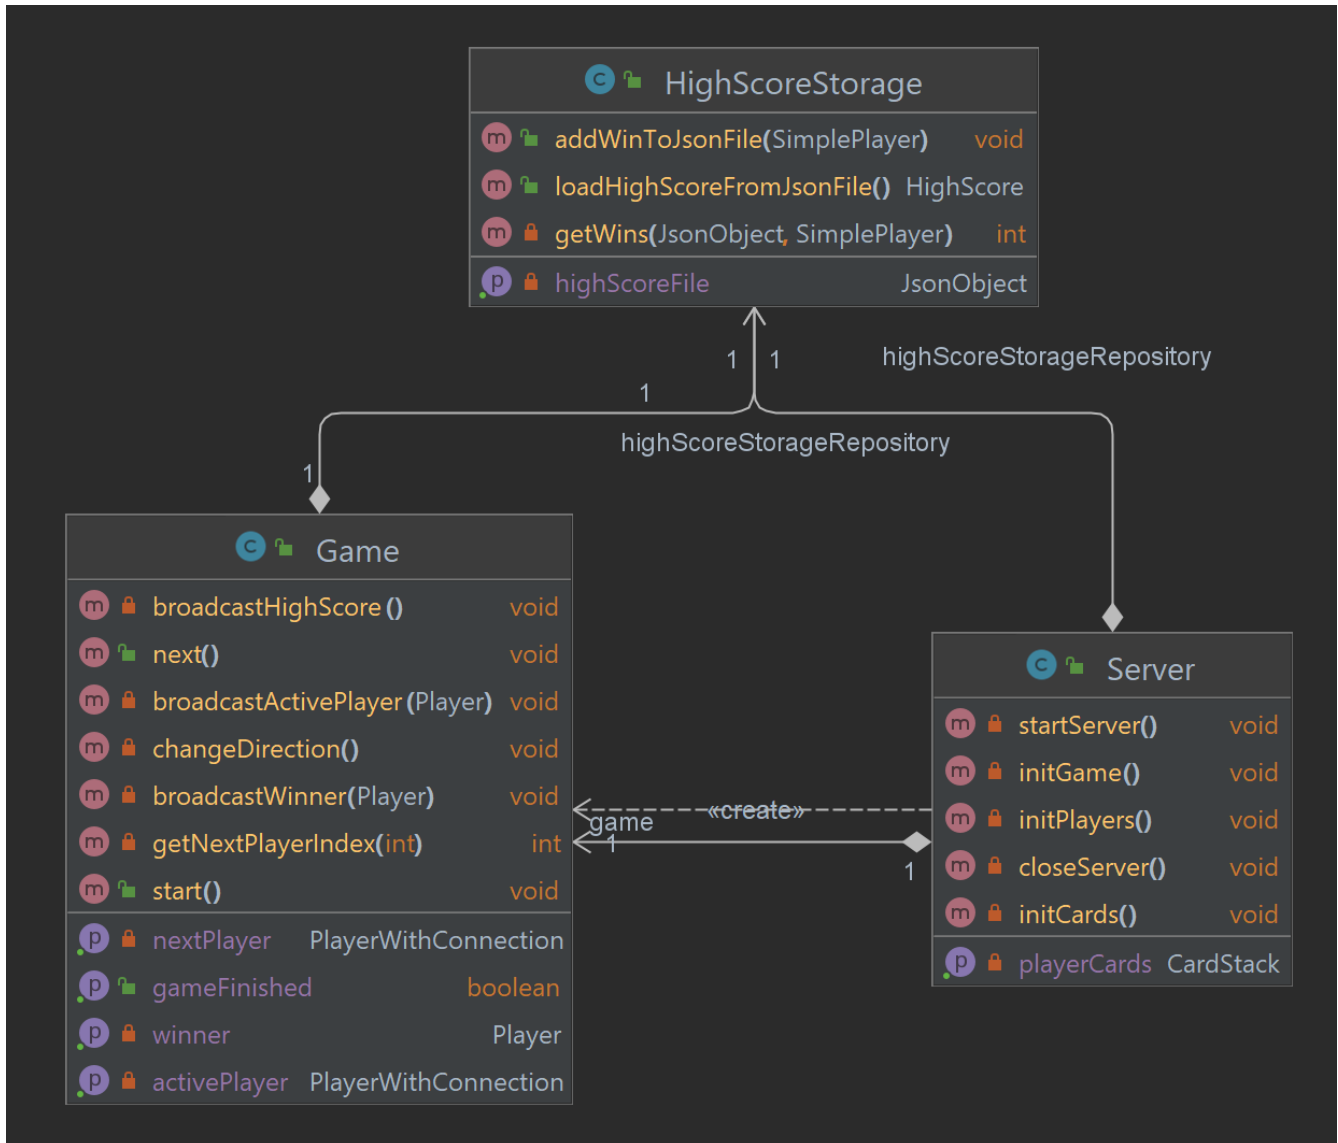 HighScoreStorage
addWinToJsonFile(SimplePlayer) void
loadHighScoreFromJsonFile() HighScore
getWins(JsonObject, SimplePlayer) int
highScoreFile JsonObject
1 1 highScoreStorageRepository
1
highScoreStorageRepository
1
Game
broadcastHighScore() void
next() void
broadcastActivePlayer(Player) void
changeDirection() void
broadcastWinner(Player) void
getNextPlayerIndex(int) int
start() void
nextPlayer PlayerWithConnection
gameFinished boolean
winner Player
activePlayer PlayerWithConnection
«create»
game
1
1
Server
startServer() void
initGame() void
initPlayers() void
closeServer() void
initCards() void
playerCards CardStack